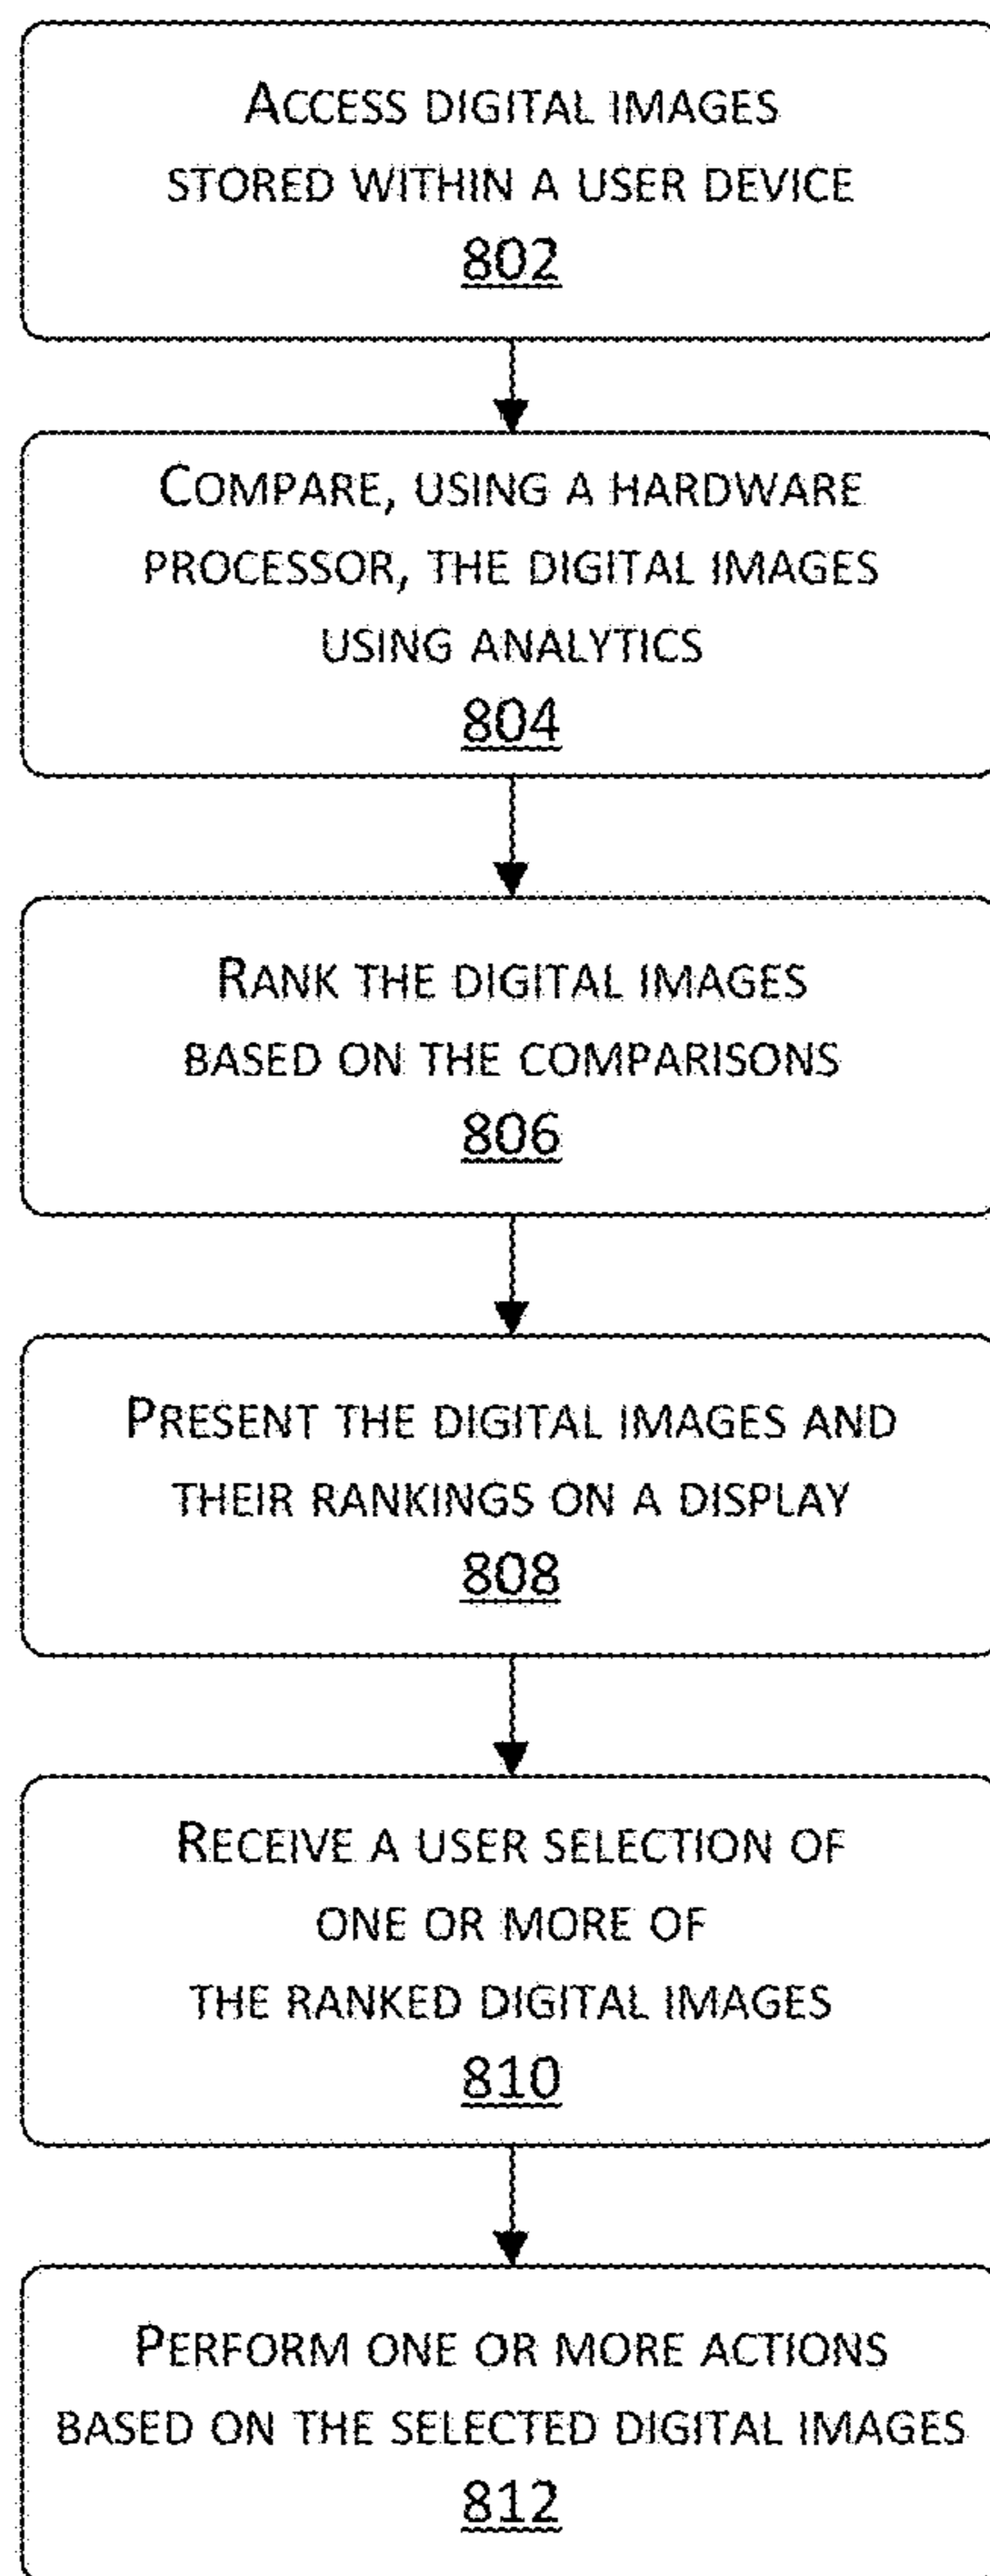 ACCESS DIGITAL IMAGES
STORED WITHIN A USER DEVICE
802
COMPARE, USING A HARDWARE
PROCESSOR, THE DIGITAL IMAGES
USING ANALYTICS
804
RANK THE DIGITAL IMAGES
BASED ON THE COMPARISONS
806
PRESENT THE DIGITAL IMAGES AND
THEIR RANKINGS ON A DISPLAY
808
RECEIVE A USER SELECTION OF
ONE OR MORE OF
THE RANKED DIGITAL IMAGES
810
PERFORM ONE OR MORE ACTIONS
BASED ON THE SELECTED DIGITAL IMAGES
812